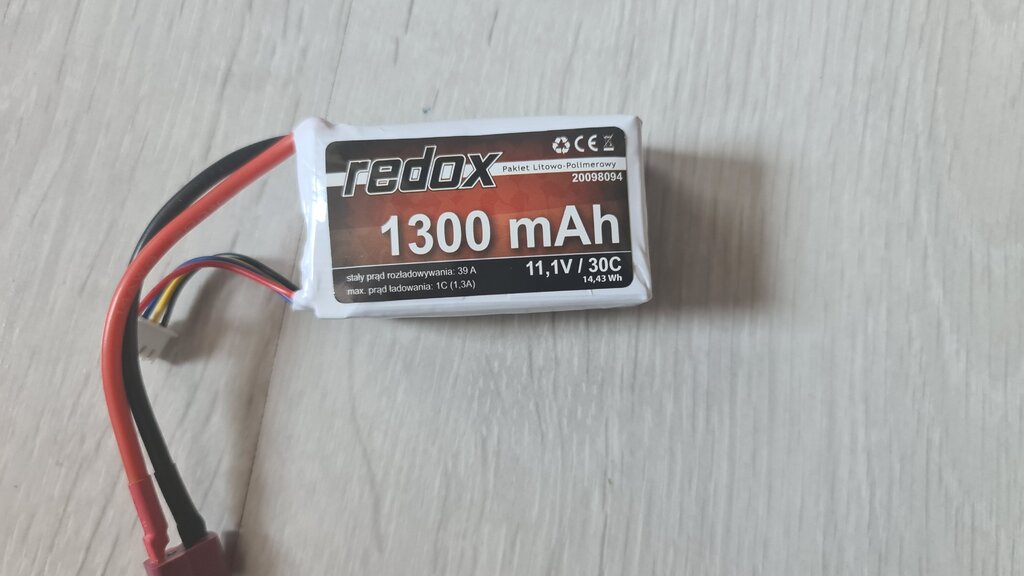 redox
Pakiet Litowo-Polimerowy
20098094
1300 mAh
11,1V / 30C
14,43 Wh
stały prąd rozładowywania: 39 A
max. prąd ładowania: 1C (1,3A)